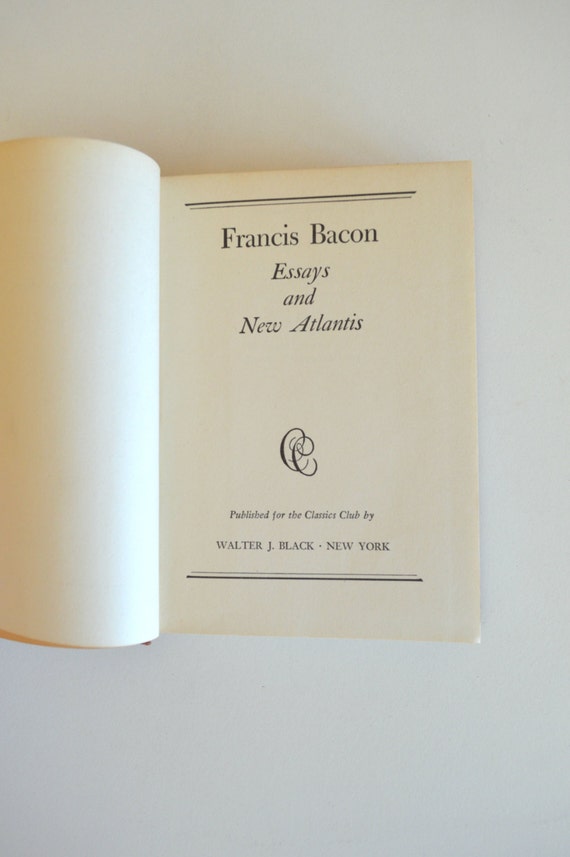 Francis Bacon
Essays
and
New Atlantis
CC
Published for the Classics Club by
WALTER J. BLACK · NEW YORK